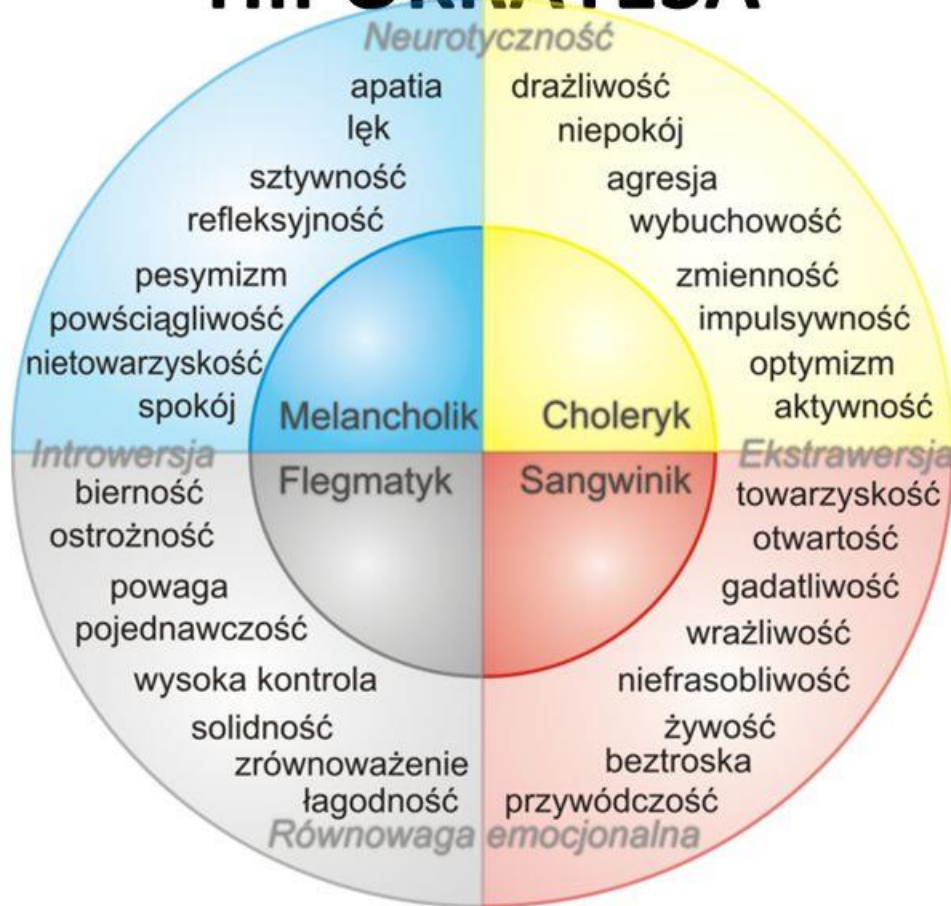 HIPOKRATESA
Neurotyczność
apatia
lęk
sztywność
refleksyjność
pesymizm
powściągliwość
nietowarzyskość
spokój
Melancholik
drażliwość
niepokój
agresja
wybuchowość
zmienność
impulsywność
optymizm
aktywność
Choleryk
Introwersja
Ekstrawersja
Flegmatyk
bierność
ostrożność
powaga
pojednawczość
wysoka kontrola
solidność
zrównoważenie
łagodność
Sangwinik
towarzyskość
otwartość
gadatliwość
wrażliwość
niefrasobliwość
żywość
beztroska
przywódczość
Równowaga emocjonalna